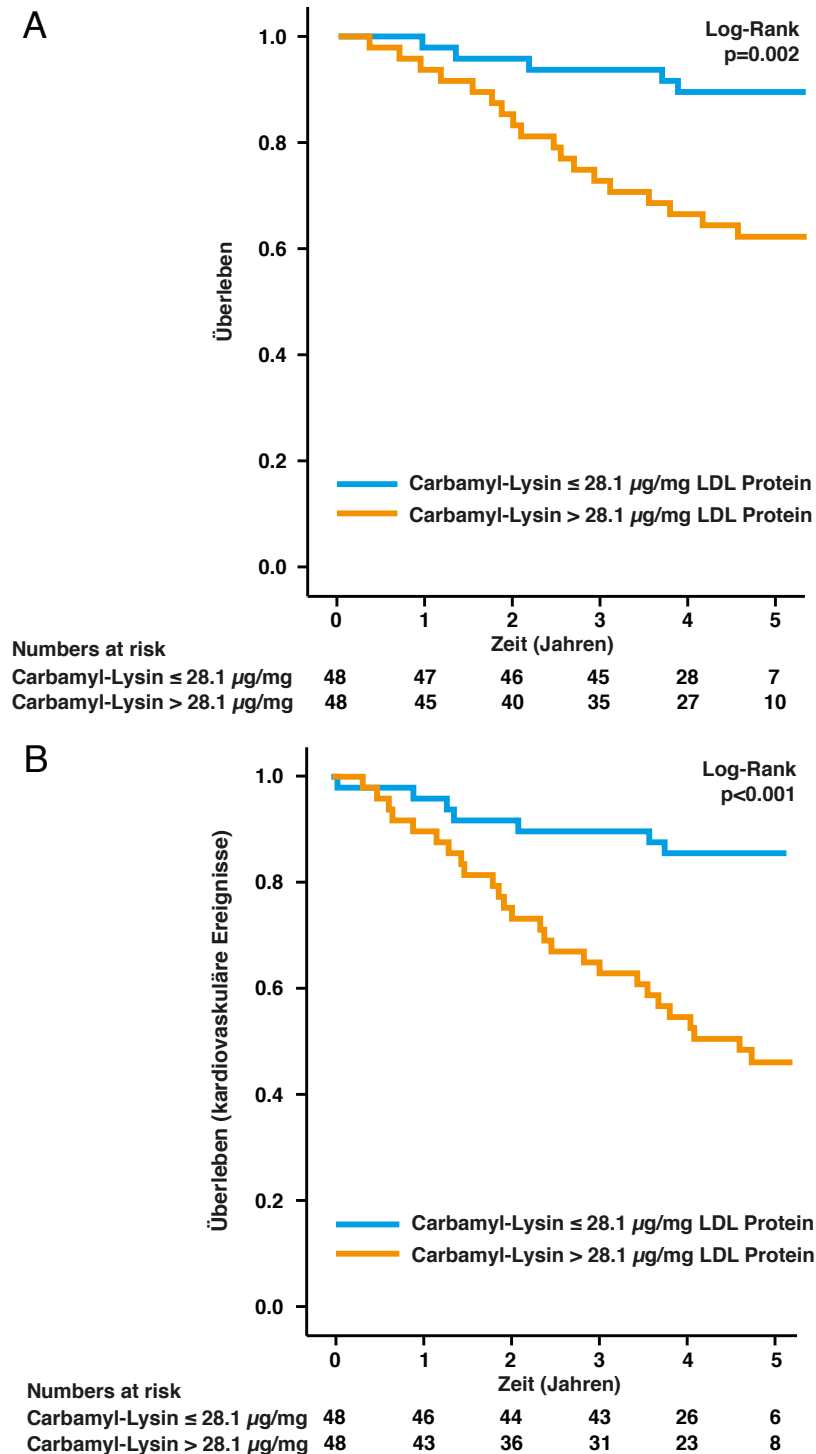 A
Log-Rank
p=0.002
1.0
0.8
0.6
0.4
0.2
0.0
Überleben
Carbamyl-Lysin ≤ 28.1 µg/mg LDL Protein
Carbamyl-Lysin > 28.1 µg/mg LDL Protein
0 1 2 3 4 5
Zeit (Jahren)
Numbers at risk
Carbamyl-Lysin ≤ 28.1 µg/mg 48 47 46 45 28 7
Carbamyl-Lysin > 28.1 µg/mg 48 45 40 35 27 10
B
Log-Rank
p<0.001
1.0
0.8
0.6
0.4
0.2
0.0
Überleben (kardiovaskuläre Ereignisse)
Carbamyl-Lysin ≤ 28.1 µg/mg LDL Protein
Carbamyl-Lysin > 28.1 µg/mg LDL Protein
0 1 2 3 4 5
Zeit (Jahren)
Numbers at risk
Carbamyl-Lysin ≤ 28.1 µg/mg 48 46 44 43 26 6
Carbamyl-Lysin > 28.1 µg/mg 48 43 36 31 23 8